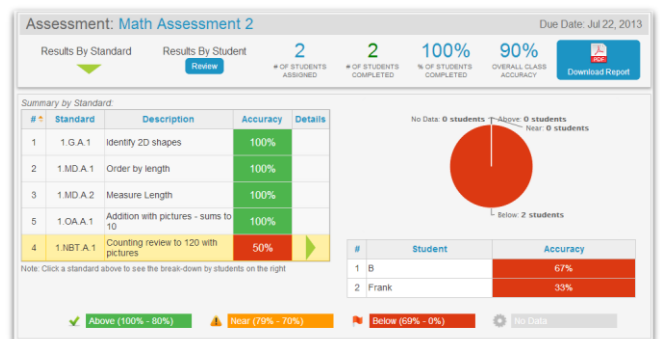 Assessment: Math Assessment 2
Due Date: Jul 22, 2013
Results By Standard
Results By Student
Review
2
# OF STUDENTS
ASSIGNED
2
# OF STUDENTS
COMPLETED
100%
% OF STUDENTS
COMPLETED
90%
OVERALL CLASS
ACCURACY
PDF
Download Report
Summary by Standard:
# Standard Description Accuracy Details
1 1.G.A.1 Identify 2D shapes 100%
2 1.MD.A.1 Order by length 100%
3 1.MD.A.2 Measure Length 100%
5 1.OA.A.1 Addition with pictures - sums to
10 100%
4 1.NBT.A.1 Counting review to 120 with
pictures 50%
Note: Click a standard above to see the break-down by students on the right
No Data: 0 students
Above: 0 students
Near: 0 students
Below: 2 students
# Student Accuracy
1 B 67%
2 Frank 33%
Above (100% - 80%)
Near (79% - 70%)
Below (69% - 0%)
No Data